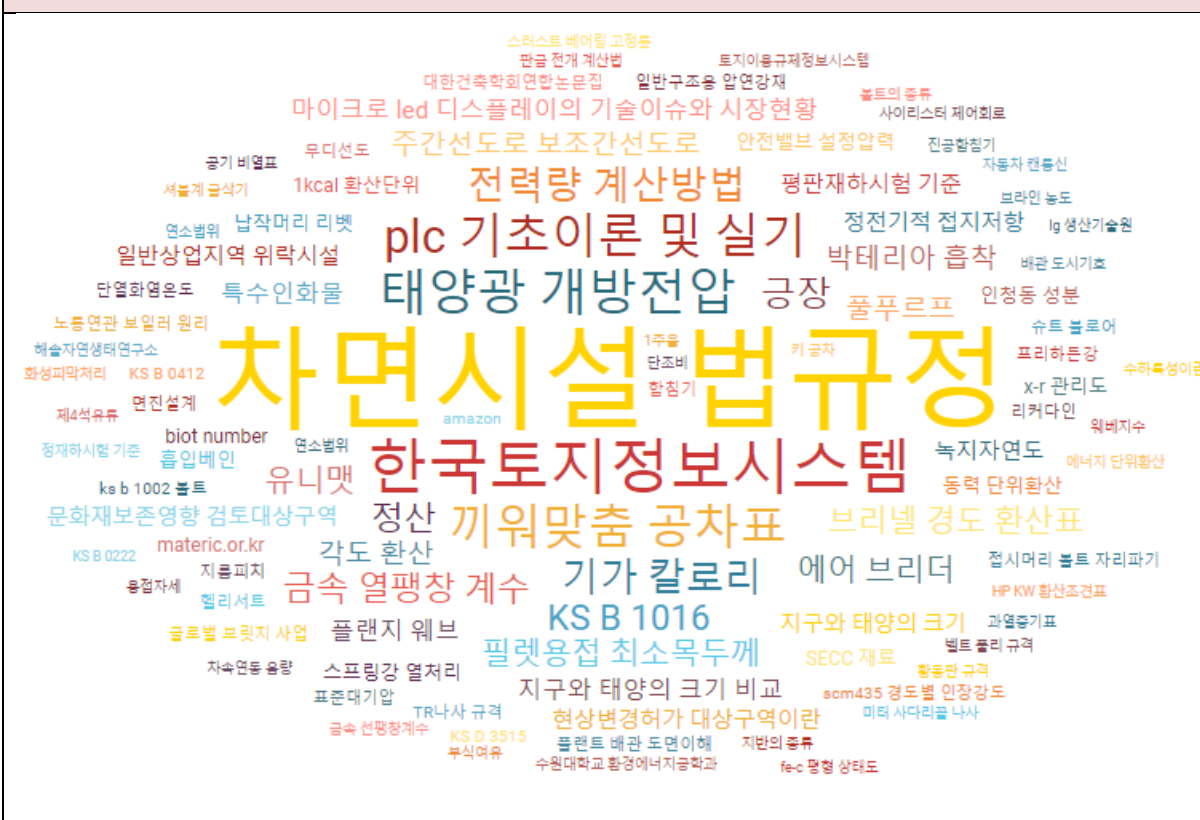 스러스트 베어링 고정률
판금 전개 계산법
토지이용규제정보시스템
대한건축학회연합논문집
일반구조용 압연강재
볼트의 종류
마이크로 led 디스플레이의 기술이슈와 시장현황
사이리스터 제어회로
주간선도로 보조간선도로
안전밸브 설정압력
진공함침기
무디선도
공기 비열표
자동차 캔통신
셔블계 굴삭기
1kcal 환산단위
전력량 계산방법
평판재하시험 기준
브라인 농도
연소범위
납작머리 리벳
plc 기초이론 및 실기
정전기적 접지저항
lg 생산기술원
일반상업지역 위락시설
박테리아 흡착
배관 도시기호
단열화염온도
특수인화물
태양광 개방전압
긍장
풀푸르프
인청동 성분
노통연관 보일러 원리
슈트 블로어
해솔자연생태연구소
1주율
키 공차
프리하든강
단조비
화성피막처리
KS B 0412
차면시설 법규정
수하특성이란
함침기
x-r 관리도
제4석유류
면진설계
amazon
리커다인
웨베지수
biot number
연소범위
정재하시험 기준
흡입베인
한국토지정보시스템
녹지자연도
에너지 단위환산
ks b 1002 볼트
유니맷
동력 단위환산
문화재보존영향 검토대상구역
정산
끼워맞춤 공차표
브리넬 경도 환산표
KS B 0222
materic.or.kr
각도 환산
접시머리 볼트 자리파기
지름피치
기가 칼로리
에어 브리더
용접자세
금속 열팽창 계수
HP KW 환산조견표
헬리서트
KS B 1016
지구와 태양의 크기
과열증기표
글로벌 브릿지 사업
플랜지 웨브
벨트 풀리 규격
필렛용접 최소목두께
SECC 재료
차속연동 음량
스프링강 열처리
황동판 규격
표준대기압
지구와 태양의 크기 비교
scm435 경도별 인장강도
TR나사 규격
현상변경허가 대상구역이란
미터 사다리꼴 나사
금속 선팽창계수
KS D 3515
플랜트 배관 도면이해
지반의 종류
부식여유
수원대학교 환경에너지공학과
fe-c 평형 상태도